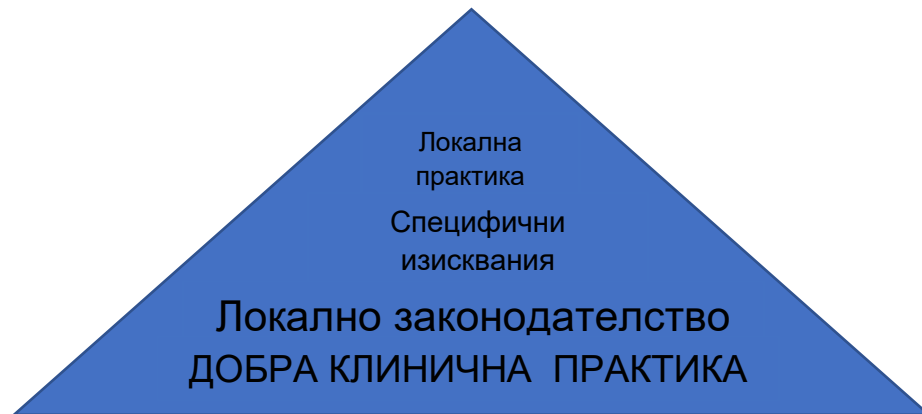 Локална
практика
Специфични
изисквания
Локално законодателство
ДОБРА КЛИНИЧНА ПРАКТИКА